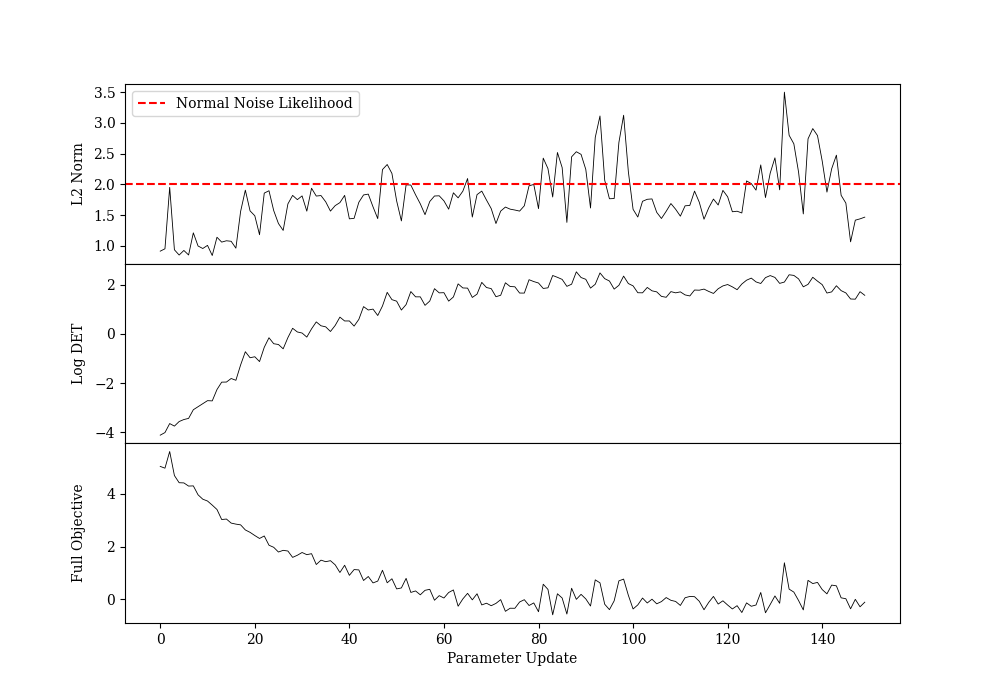 3.5
3.0
2.5
2.0
1.5
1.0
L2 Norm
Normal Noise Likelihood
2
0
−2
−4
Log DET
4
2
0
Full Objective
0 20 40 60 80 100 120 140
Parameter Update